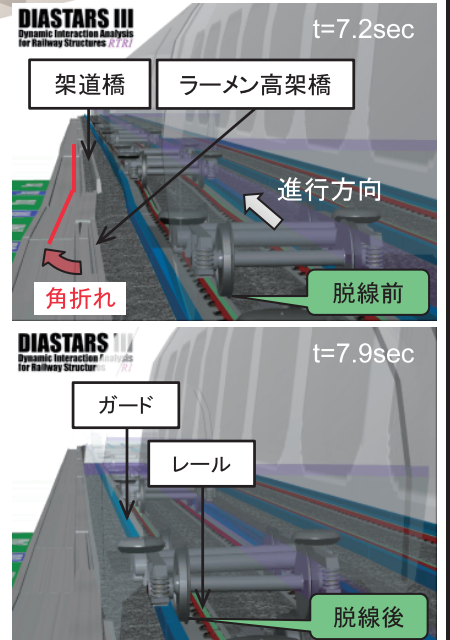 DIASTARS III
Dynamic Interaction Analysis
for Railway Structures RTRI
t=7.2sec
架道橋
ラーメン高架橋
進行方向
角折れ
脱線前
DIASTARS III
Dynamic Interaction Analysis
for Railway Structures RTRI
t=7.9sec
ガード
レール
脱線後